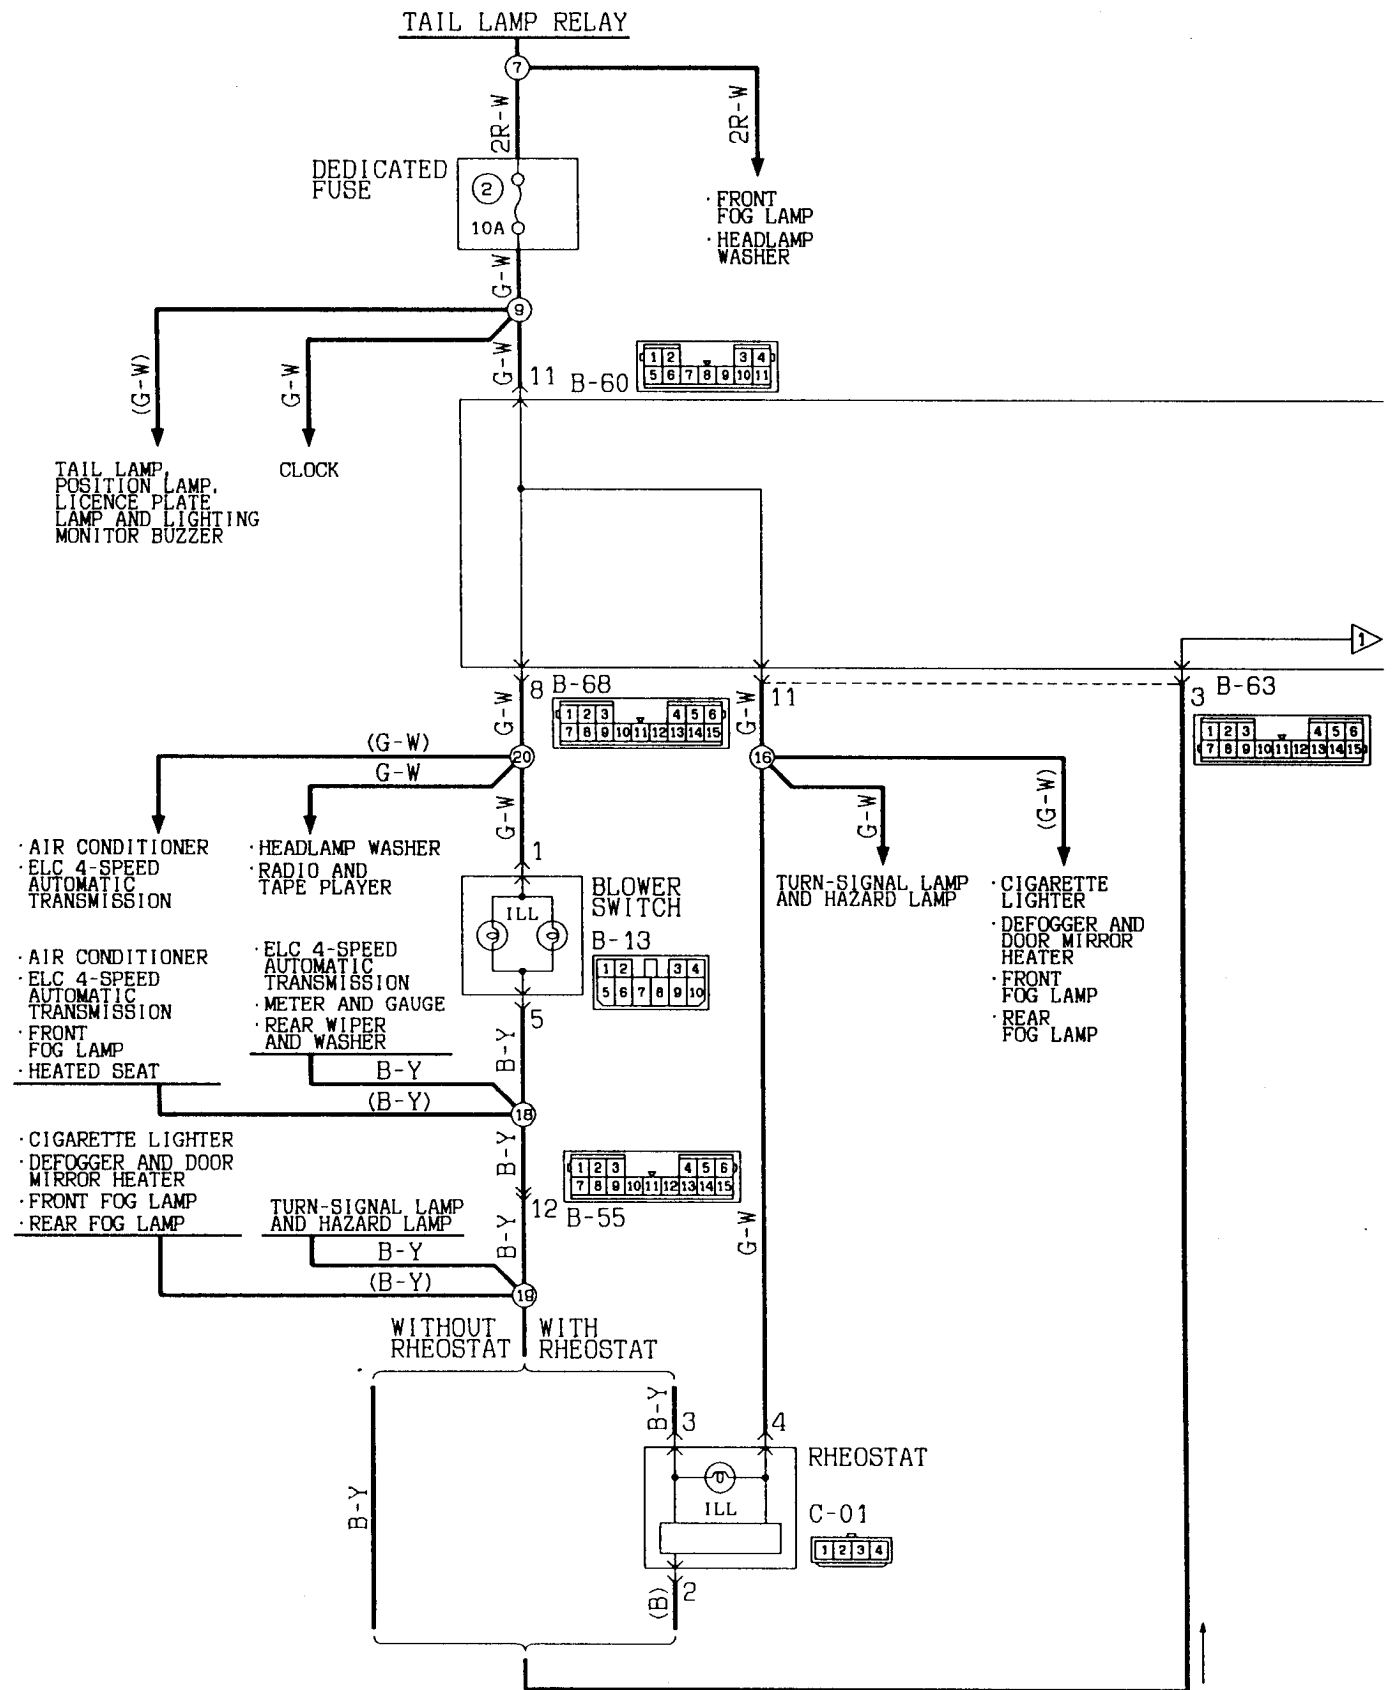 TAIL LAMP RELAY
7
2R-W
2R-W
DEDICATED
FUSE
2
10A
· FRONT
FOG LAMP
· HEADLAMP
WASHER
G-W
9
(G-W)
G-W
G-W
11
B-60
1 2 3 4
5 6 7 8 9 10 11
TAIL LAMP,
POSITION LAMP,
LICENCE PLATE
LAMP AND LIGHTING
MONITOR BUZZER
CLOCK
1
8 B-68
G-W
1 2 3 4 5 6
7 8 9 10 11 12 13 14 15
G-W
11
3
B-63
1 2 3 4 5 6
7 8 9 10 11 12 13 14 15
(G-W)
20
G-W
16
G-W
G-W
(G-W)
1
· AIR CONDITIONER
· ELC 4-SPEED
AUTOMATIC
TRANSMISSION
· HEADLAMP WASHER
· RADIO AND
TAPE PLAYER
BLOWER
SWITCH
ILL
B-13
1 2 3 4
5 6 7 8 9 10
TURN-SIGNAL LAMP
AND HAZARD LAMP
· CIGARETTE
LIGHTER
· DEFOGGER AND
DOOR MIRROR
HEATER
· FRONT
FOG LAMP
· REAR
FOG LAMP
· AIR CONDITIONER
· ELC 4-SPEED
AUTOMATIC
TRANSMISSION
· FRONT
FOG LAMP
· HEATED SEAT
· ELC 4-SPEED
AUTOMATIC
TRANSMISSION
· METER AND GAUGE
· REAR WIPER
AND WASHER
5
B-Y
B-Y
(B-Y)
18
B-Y
· CIGARETTE LIGHTER
· DEFOGGER AND DOOR
MIRROR HEATER
· FRONT FOG LAMP
· REAR FOG LAMP
TURN-SIGNAL LAMP
AND HAZARD LAMP
1 2 3 4 5 6
7 8 9 10 11 12 13 14 15
12
B-55
B-Y
B-Y
(B-Y)
19
G-W
WITHOUT
RHEOSTAT
WITH
RHEOSTAT
B-Y
3
4
RHEOSTAT
ILL
B-Y
C-01
1 2 3 4
(B)
2